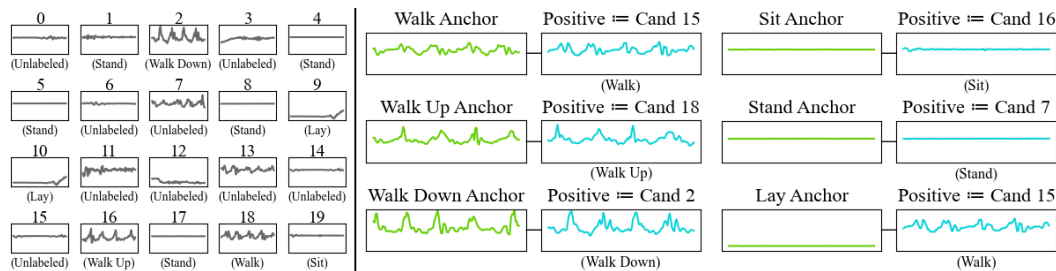 0 1 2 3 4
(Unlabeled) (Stand) (Walk Down) (Unlabeled) (Stand)
5 6 7 8 9
(Stand) (Unlabeled) (Unlabeled) (Stand) (Lay)
10 11 12 13 14
(Lay) (Unlabeled) (Unlabeled) (Unlabeled) (Unlabeled)
15 16 17 18 19
(Unlabeled) (Walk Up) (Stand) (Walk) (Sit)
Walk Anchor Positive ≔ Cand 15 Sit Anchor Positive ≔ Cand 16
(Walk) (Sit)
Walk Up Anchor Positive ≔ Cand 18 Stand Anchor Positive ≔ Cand 7
(Walk Up) (Stand)
Walk Down Anchor Positive ≔ Cand 2 Lay Anchor Positive ≔ Cand 15
(Walk Down) (Walk)